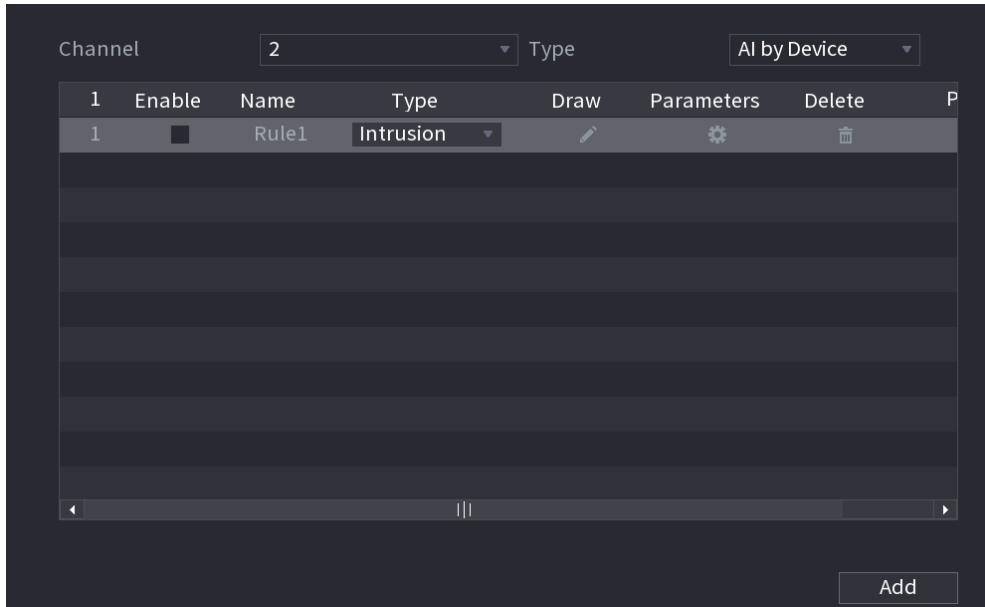 Channel 2 Type AI by Device
1 Enable Name Type Draw Parameters Delete P
1 Rule1 Intrusion
Add